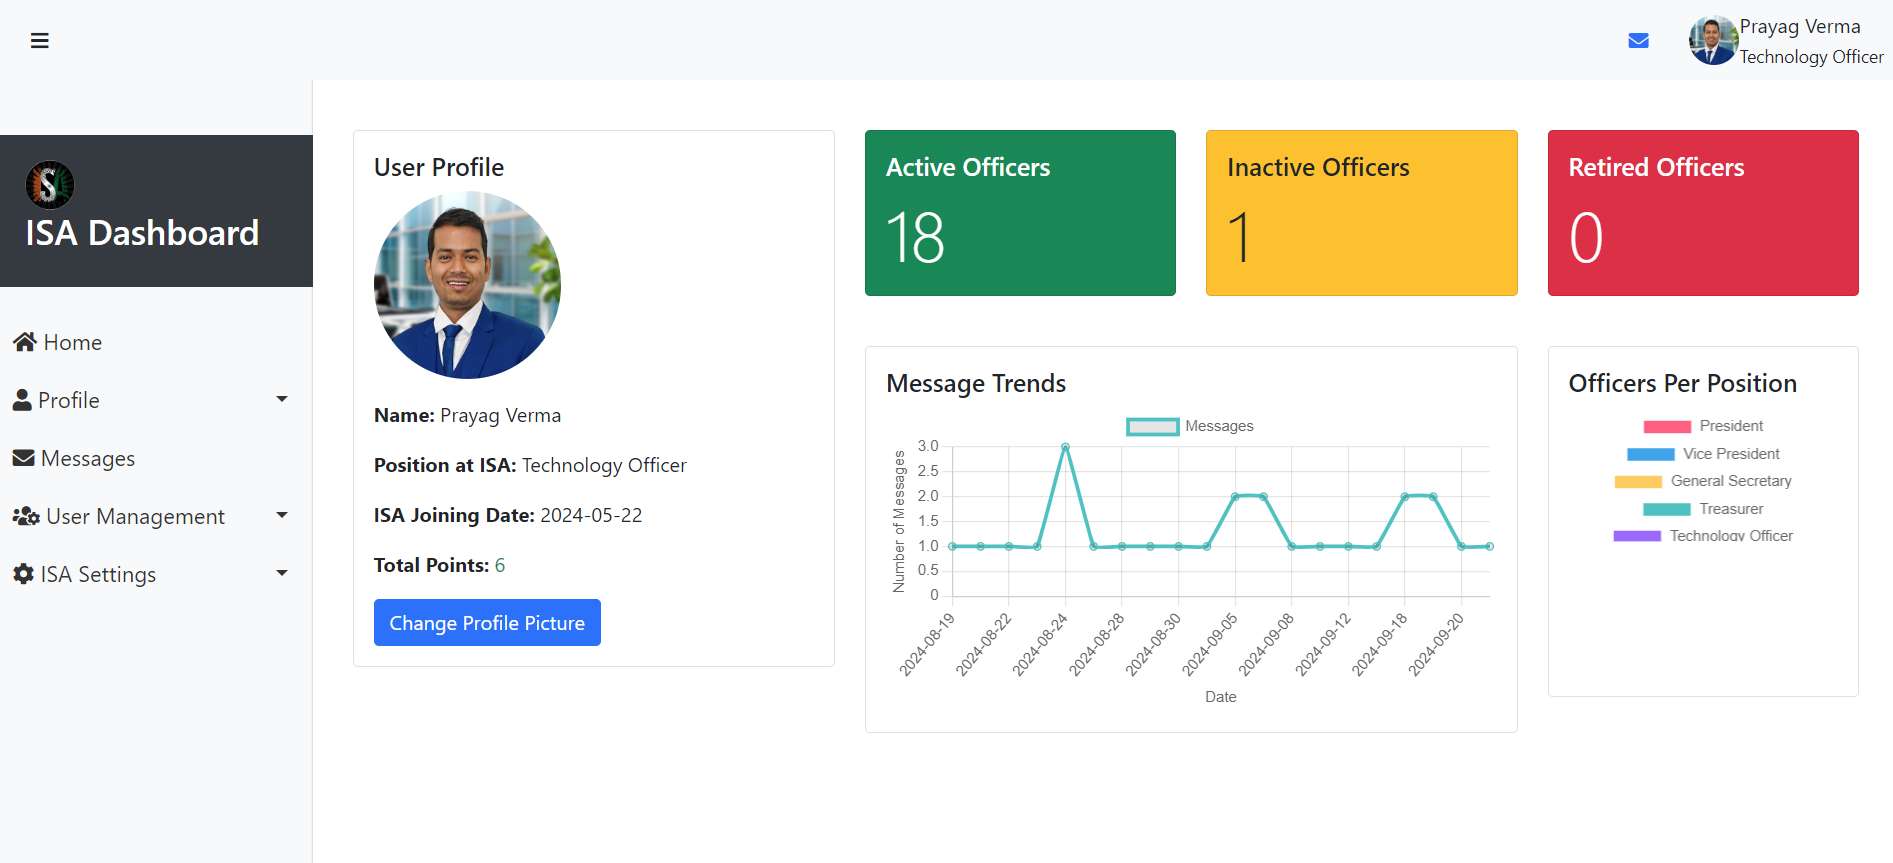 Prayag Verma
Technology Officer
ISA Dashboard
Home
Profile
Messages
User Management
ISA Settings
User Profile
Name: Prayag Verma
Position at ISA: Technology Officer
ISA Joining Date: 2024-05-22
Total Points: 6
Change Profile Picture
Active Officers
18
Inactive Officers
1
Retired Officers
0
Message Trends
Messages
Number of Messages
3.0
2.5
2.0
1.5
1.0
0.5
0
2024-08-19
2024-08-22
2024-08-24
2024-08-28
2024-08-30
2024-09-05
2024-09-08
2024-09-12
2024-09-18
2024-09-20
Date
Officers Per Position
President
Vice President
General Secretary
Treasurer
Technology Officer